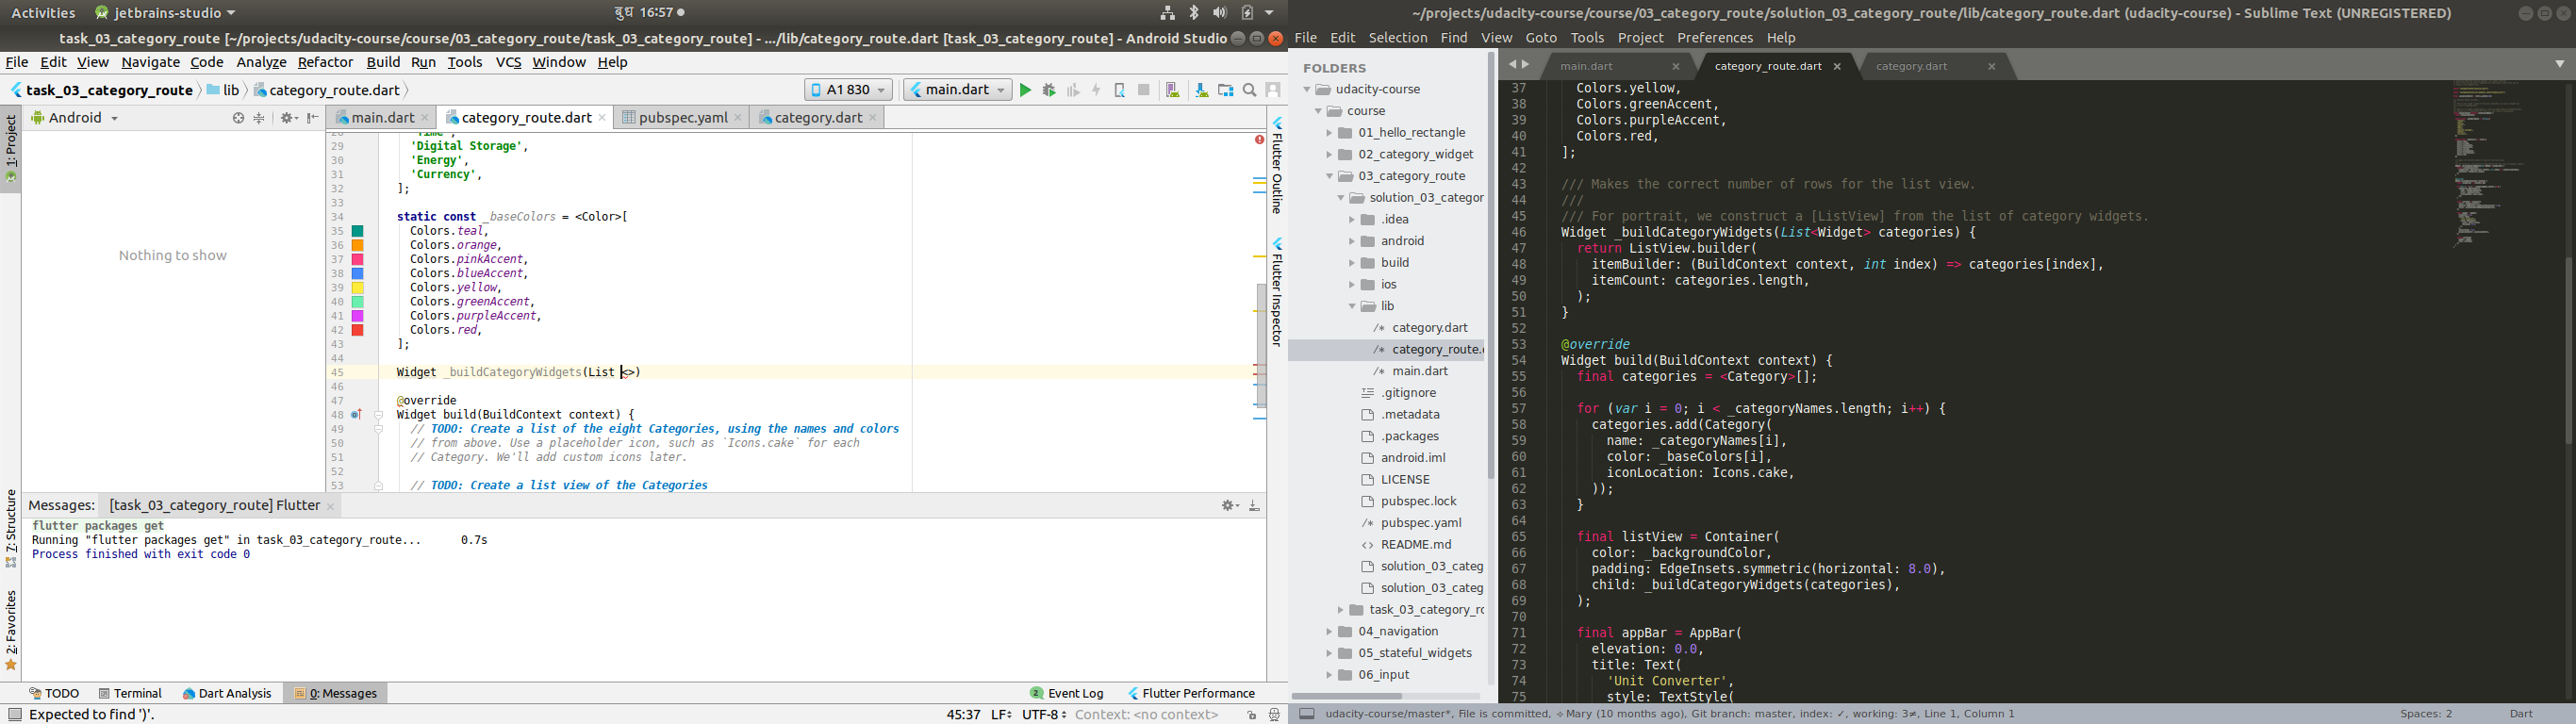 Activities jetbrains-studio बुध 16:57
task_03_category_route [~/projects/udacity-course/course/03_category_route/task_03_category_route] - .../lib/category_route.dart [task_03_category_route] - Android Studio
File Edit View Navigate Code Analyze Refactor Build Run Tools VCS Window Help
task_03_category_route lib category_route.dart A1 830 main.dart
1: Project
7: Structure
2: Favorites
Android
Nothing to show
main.dart category_route.dart pubspec.yaml category.dart
29 'Digital Storage',
30 'Energy',
31 'Currency',
32 ];
33
34 static const _baseColors = <Color>[
35 Colors.teal,
36 Colors.orange,
37 Colors.pinkAccent,
38 Colors.blueAccent,
39 Colors.yellow,
40 Colors.greenAccent,
41 Colors.purpleAccent,
42 Colors.red,
43 ];
44
45 Widget _buildCategoryWidgets(List <>)
46
47 @override
48 Widget build(BuildContext context) {
49 // TODO: Create a list of the eight Categories, using the names and colors
50 // from above. Use a placeholder icon, such as `Icons.cake` for each
51 // Category. We'll add custom icons later.
52
53 // TODO: Create a list view of the Categories
Flutter Outline
Flutter Inspector
Messages: [task_03_category_route] Flutter
flutter packages get
Running "flutter packages get" in task_03_category_route... 0.7s
Process finished with exit code 0
TODO Terminal Dart Analysis 0: Messages 2 Event Log Flutter Performance
Expected to find ')'. 45:37 LF UTF-8 Context: <no context>
~/projects/udacity-course/course/03_category_route/solution_03_category_route/lib/category_route.dart (udacity-course) - Sublime Text (UNREGISTERED)
File Edit Selection Find View Goto Tools Project Preferences Help
FOLDERS
udacity-course
course
01_hello_rectangle
02_category_widget
03_category_route
solution_03_categor
.idea
android
build
ios
lib
/* category.dart
/* category_route.
/* main.dart
.gitignore
.metadata
.packages
android.iml
LICENSE
pubspec.lock
/* pubspec.yaml
<> README.md
solution_03_categ
solution_03_categ
task_03_category_ro
04_navigation
05_stateful_widgets
06_input
main.dart category_route.dart category.dart
37 Colors.yellow,
38 Colors.greenAccent,
39 Colors.purpleAccent,
40 Colors.red,
41 ];
42
43 /// Makes the correct number of rows for the list view.
44 ///
45 /// For portrait, we construct a [ListView] from the list of category widgets.
46 Widget _buildCategoryWidgets(List<Widget> categories) {
47 return ListView.builder(
48 itemBuilder: (BuildContext context, int index) => categories[index],
49 itemCount: categories.length,
50 );
51 }
52
53 @override
54 Widget build(BuildContext context) {
55 final categories = <Category>[];
56
57 for (var i = 0; i < _categoryNames.length; i++) {
58 categories.add(Category(
59 name: _categoryNames[i],
60 color: _baseColors[i],
61 iconLocation: Icons.cake,
62 ));
63 }
64
65 final listView = Container(
66 color: _backgroundColor,
67 padding: EdgeInsets.symmetric(horizontal: 8.0),
68 child: _buildCategoryWidgets(categories),
69 );
70
71 final appBar = AppBar(
72 elevation: 0.0,
73 title: Text(
74 'Unit Converter',
75 style: TextStyle(
udacity-course/master*, File is committed, Mary (10 months ago), Git branch: master, index: ✓, working: 3≠, Line 1, Column 1 Spaces: 2 Dart